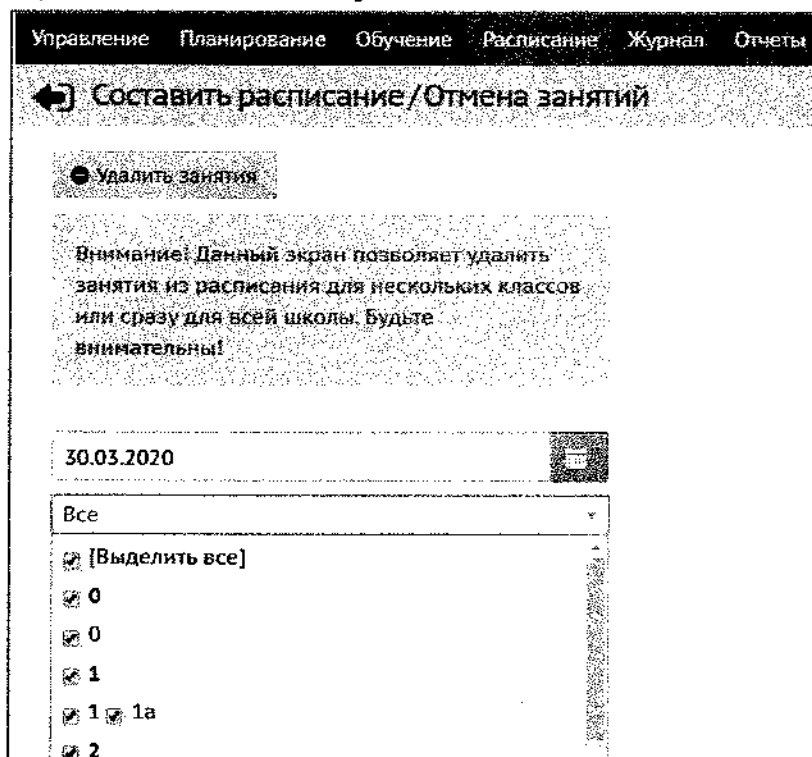 Управление Планирование Обучение Расписание Журнал Отчеты
Составить расписание/Отмена занятий
Удалить занятия
Внимание! Данный экран позволяет удалить
занятия из расписания для нескольких классов
или сразу для всей школы. Будьте
внимательны!
30.03.2020
Все
[Выделить все]
0
0
1
1 1а
2